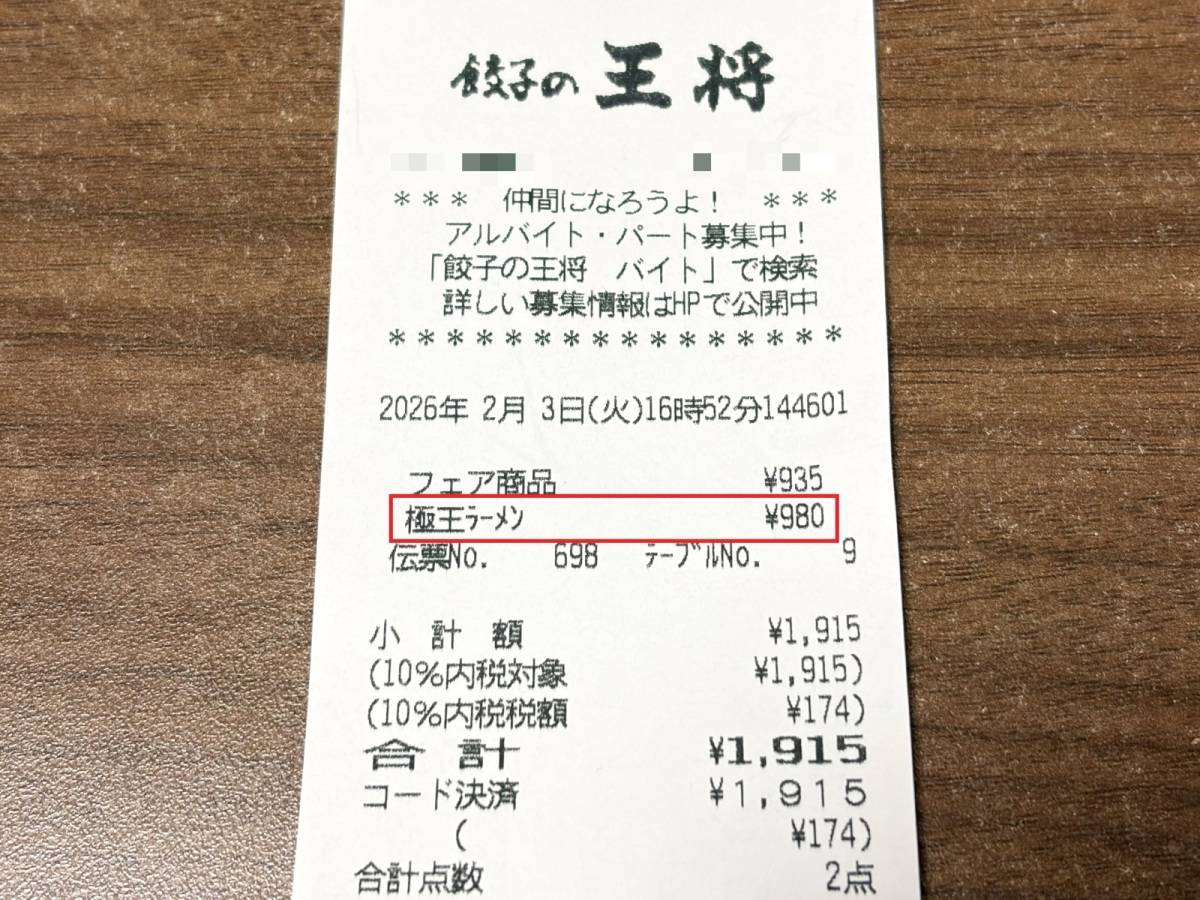 餃子の王将
*** 仲間になろうよ! ***
アルバイト・パート募集中!
「餃子の王将 バイト」で検索
詳しい募集情報はHPで公開中
****************
2026年 2月 3日(火)16時52分144601
フェア商品 ¥935
極王ラーメン ¥980
伝票No. 698 テーブルNo. 9
小 計 額 ¥1,915
(10%内税対象 ¥1,915)
(10%内税税額 ¥174)
合 計 ¥1,915
コード決済 ¥1,915
( ¥174)
合計点数 2点